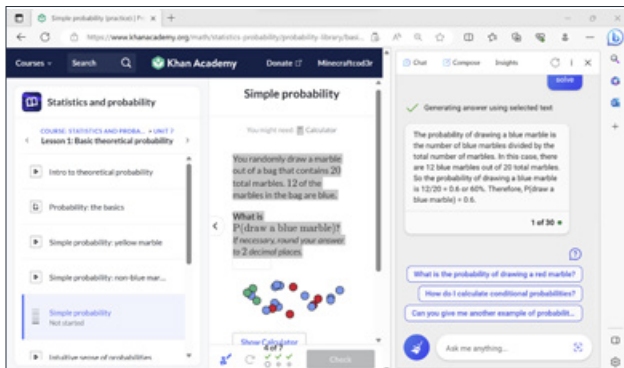 Simple probability (practice) | Pr
https://www.khanacademy.org/math/statistics-probability/probability-library/basi...
Courses
Search
Khan Academy
Donate
Minecraftcod3r
Statistics and probability
COURSE: STATISTICS AND PROBA... > UNIT 7
Lesson 1: Basic theoretical probability
Intro to theoretical probability
Probability: the basics
Simple probability: yellow marble
Simple probability: non-blue mar...
Simple probability
Not started
Intuitive sense of probabilities
Simple probability
You might need: Calculator
You randomly draw a marble
out of a bag that contains 20
total marbles. 12 of the
marbles in the bag are blue.
What is
P(draw a blue marble)?
If necessary, round your answer
to 2 decimal places.
Show Calculator
4 of 7
Check
Chat
Compose
Insights
solve
Generating answer using selected text
The probability of drawing a blue marble is
the number of blue marbles divided by the
total number of marbles. In this case, there
are 12 blue marbles out of 20 total marbles.
So the probability of drawing a blue marble
is 12/20 = 0.6 or 60%. Therefore, P(draw a
blue marble) = 0.6.
1 of 30
What is the probability of drawing a red marble?
How do I calculate conditional probabilities?
Can you give me another example of probabilit...
Ask me anything...